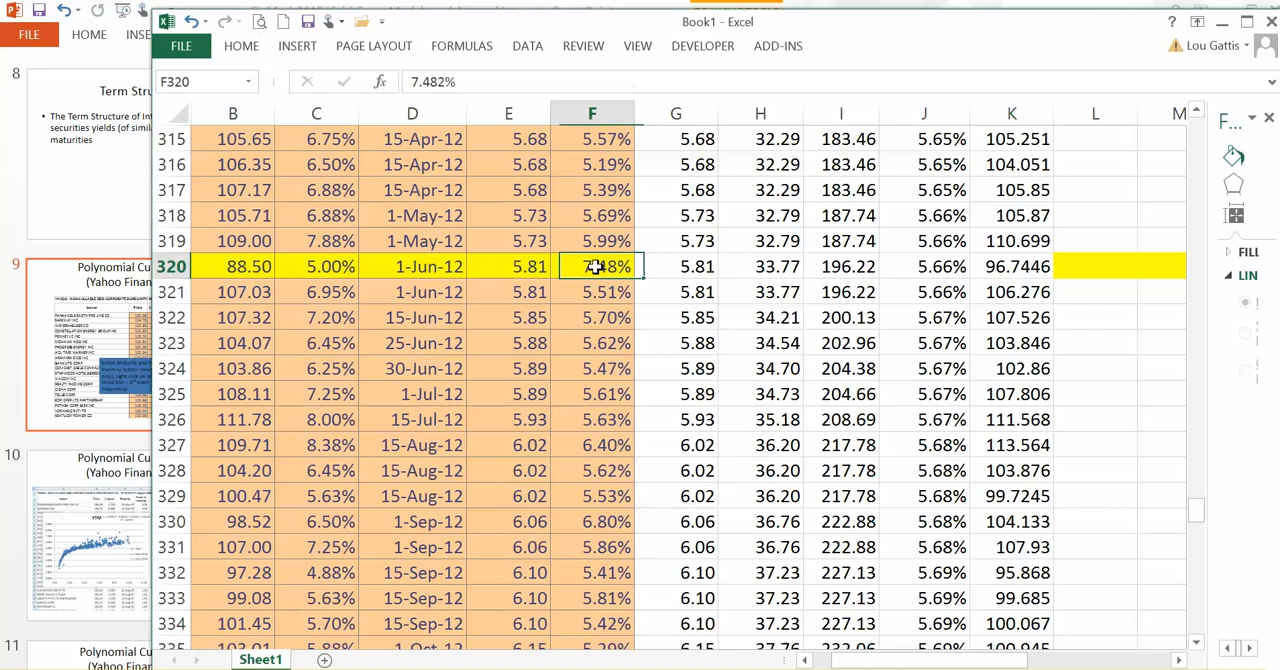 Book1 - Excel
FILE
HOME
INSE
FILE
HOME
INSERT
PAGE LAYOUT
FORMULAS
DATA
REVIEW
VIEW
DEVELOPER
ADD-INS
Lou Gattis
F320
fx
7.482%
B C D E F G H I J K L M
315 105.65 6.75% 15-Apr-12 5.68 5.57% 5.68 32.29 183.46 5.65% 105.251
316 106.35 6.50% 15-Apr-12 5.68 5.19% 5.68 32.29 183.46 5.65% 104.051
317 107.17 6.88% 15-Apr-12 5.68 5.39% 5.68 32.29 183.46 5.65% 105.85
318 105.71 6.88% 1-May-12 5.73 5.69% 5.73 32.79 187.74 5.66% 105.87
319 109.00 7.88% 1-May-12 5.73 5.99% 5.73 32.79 187.74 5.66% 110.699
320 88.50 5.00% 1-Jun-12 5.81 7.48% 5.81 33.77 196.22 5.66% 96.7446
321 107.03 6.95% 1-Jun-12 5.81 5.51% 5.81 33.77 196.22 5.66% 106.276
322 107.32 7.20% 15-Jun-12 5.85 5.70% 5.85 34.21 200.13 5.67% 107.526
323 104.07 6.45% 25-Jun-12 5.88 5.62% 5.88 34.54 202.96 5.67% 103.846
324 103.86 6.25% 30-Jun-12 5.89 5.47% 5.89 34.70 204.38 5.67% 102.86
325 108.11 7.25% 1-Jul-12 5.89 5.61% 5.89 34.73 204.66 5.67% 107.806
326 111.78 8.00% 15-Jul-12 5.93 5.63% 5.93 35.18 208.69 5.67% 111.568
327 109.71 8.38% 15-Aug-12 6.02 6.40% 6.02 36.20 217.78 5.68% 113.564
328 104.20 6.45% 15-Aug-12 6.02 5.62% 6.02 36.20 217.78 5.68% 103.876
329 100.47 5.63% 15-Aug-12 6.02 5.53% 6.02 36.20 217.78 5.68% 99.7245
330 98.50 6.50% 1-Sep-12 6.06 6.80% 6.06 36.76 222.88 5.68% 104.133
331 107.00 7.25% 1-Sep-12 6.06 5.86% 6.06 36.76 222.88 5.68% 107.93
332 97.28 4.88% 15-Sep-12 6.10 5.41% 6.10 37.23 227.13 5.69% 95.868
333 99.08 5.63% 15-Sep-12 6.10 5.81% 6.10 37.23 227.13 5.69% 99.685
334 101.45 5.70% 15-Sep-12 6.10 5.42% 6.10 37.23 227.13 5.69% 100.067
Sheet1
F...
FILL
LIN
8
Term Struc
• The Term Structure of In
securities yields (of simila
maturities
9
Polynomial Cu
(Yahoo Finan
10
Polynomial Cu
(Yahoo Finan
YTM
11
Polynomial Cu